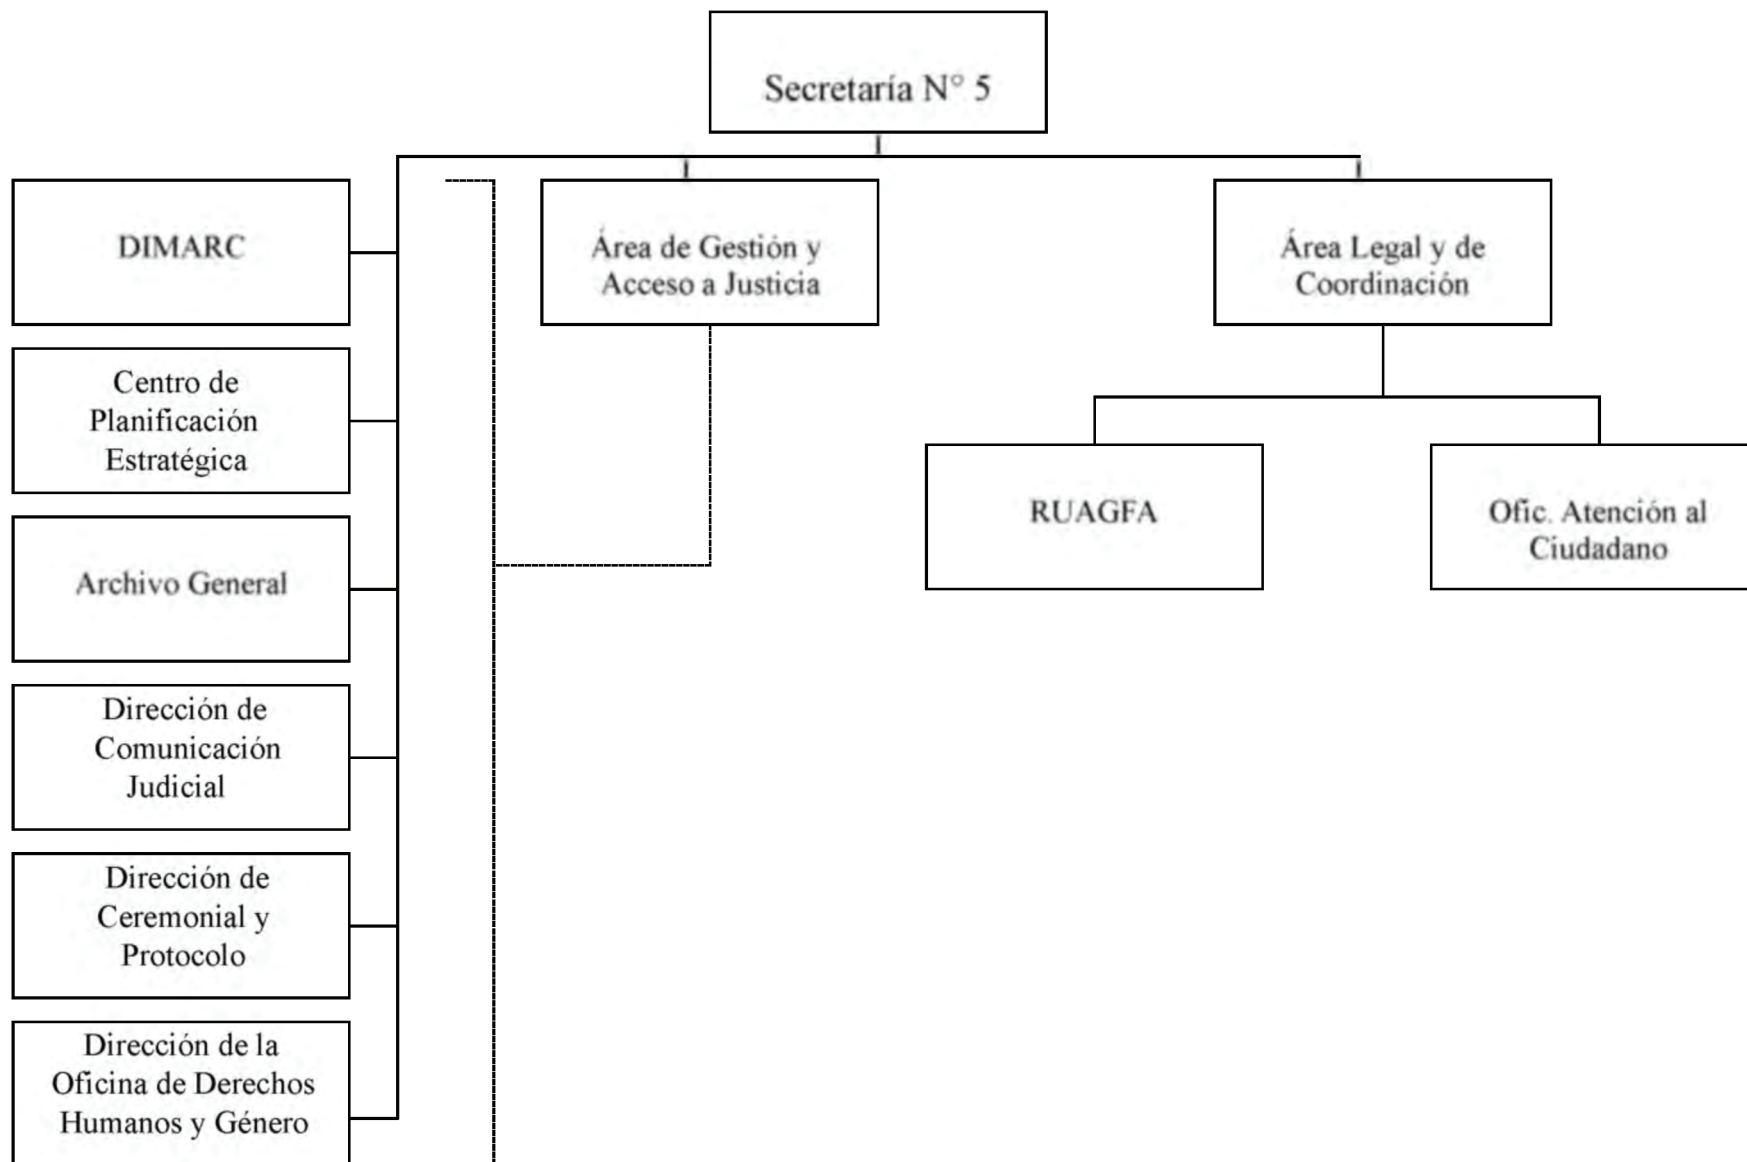 Secretaría N° 5
DIMARC
Área de Gestión y
Acceso a Justicia
Área Legal y de
Coordinación
Centro de
Planificación
Estratégica
RUAGFA
Ofic. Atención al
Ciudadano
Archivo General
Dirección de
Comunicación
Judicial
Dirección de
Ceremonial y
Protocolo
Dirección de la
Oficina de Derechos
Humanos y Género